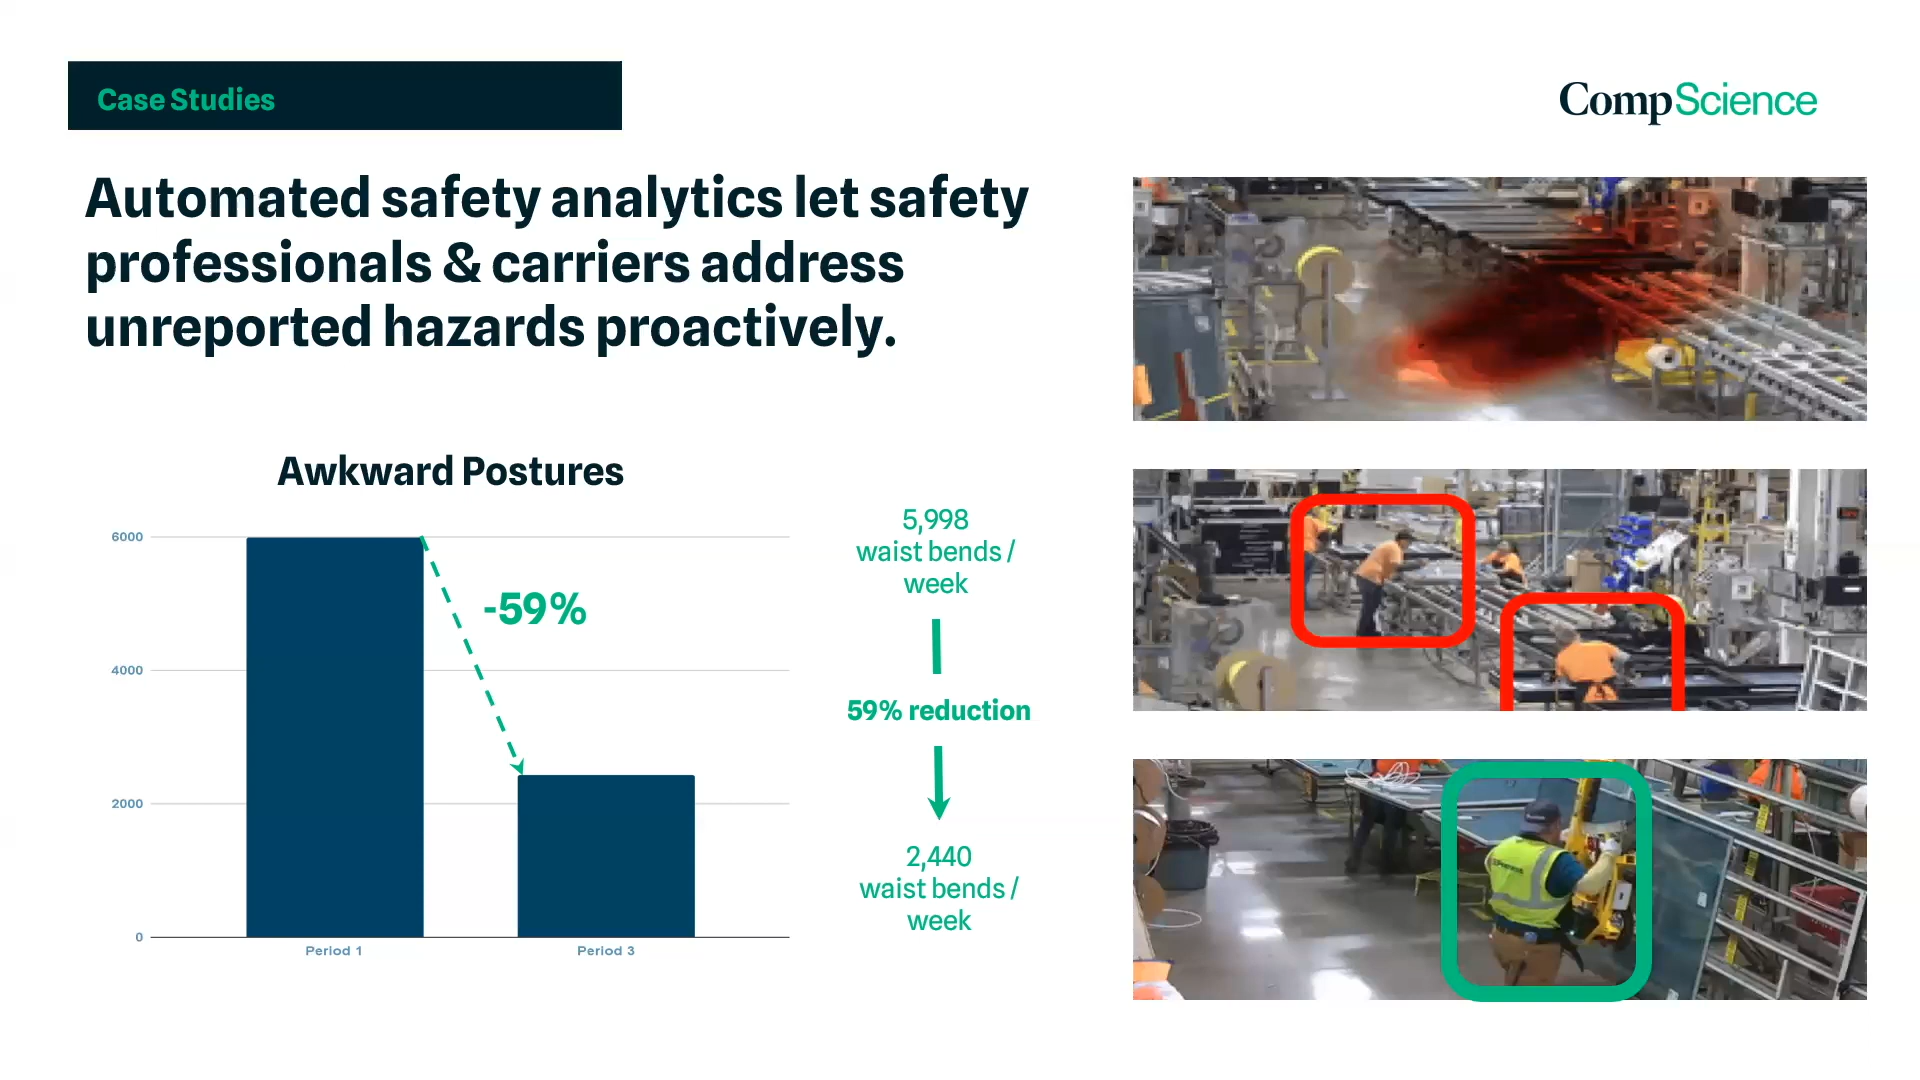 Case Studies
CompScience
Automated safety analytics let safety
professionals & carriers address
unreported hazards proactively.
Awkward Postures
6000
4000
2000
0
-59%
Period 1
Period 3
5,998
waist bends /
week
59% reduction
2,440
waist bends /
week